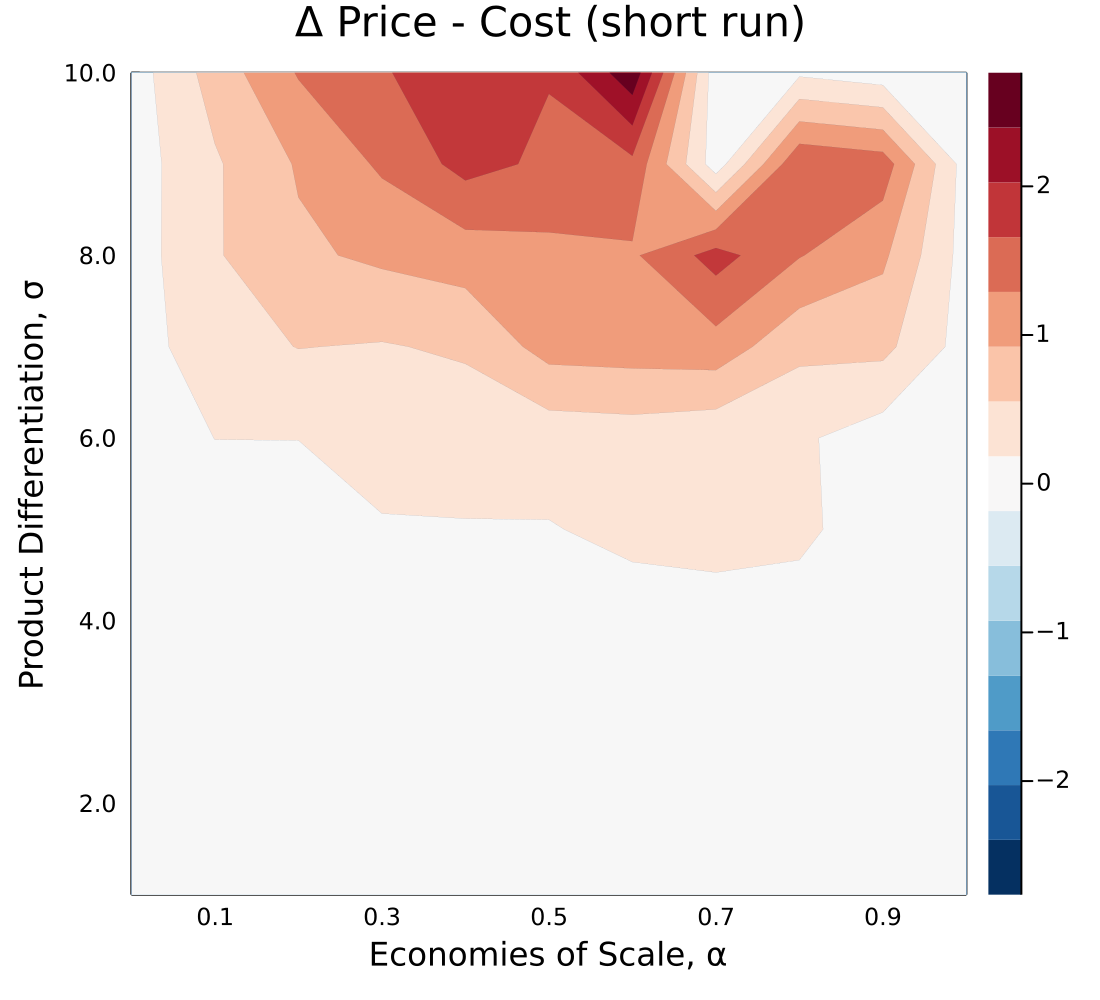 Δ Price - Cost (short run)
10.0
8.0
6.0
4.0
2.0
Product Differentiation, σ
0.1 0.3 0.5 0.7 0.9
Economies of Scale, α
2
1
0
−1
−2